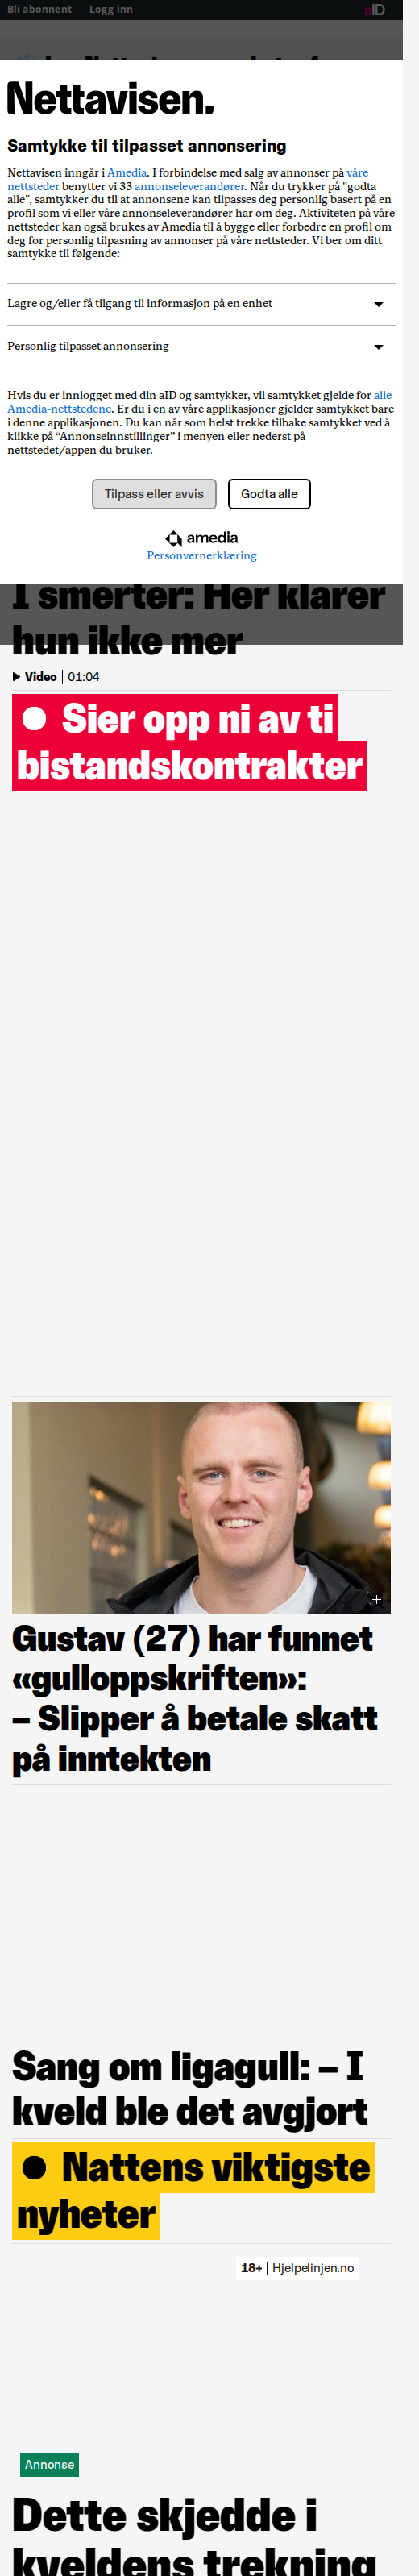 Bli abonnent | Logg inn
aID
Nettavisen.
Samtykke til tilpasset annonsering
Nettavisen inngår i Amedia. I forbindelse med salg av annonser på våre
nettsteder benytter vi 33 annonseleverandører. Når du trykker på "godta
alle", samtykker du til at annonsene kan tilpasses deg personlig basert på en
profil som vi eller våre annonseleverandører har om deg. Aktiviteten på våre
nettsteder kan også brukes av Amedia til å bygge eller forbedre en profil om
deg for personlig tilpasning av annonser på våre nettsteder. Vi ber om ditt
samtykke til følgende:
Lagre og/eller få tilgang til informasjon på en enhet
Personlig tilpasset annonsering
Hvis du er innlogget med din aID og samtykker, vil samtykket gjelde for alle
Amedia-nettstedene. Er du i en av våre applikasjoner gjelder samtykket bare
i denne applikasjonen. Du kan når som helst trekke tilbake samtykket ved å
klikke på “Annonseinnstillinger” i menyen eller nederst på
nettstedet/appen du bruker.
Tilpass eller avvis
Godta alle
amedia
Personvernerklæring
I smerter: Her klarer
hun ikke mer
Video | 01:04
Sier opp ni av ti
bistandskontrakter
Gustav (27) har funnet
«gulloppskriften»:
– Slipper å betale skatt
på inntekten
Sang om ligagull: – I
kveld ble det avgjort
Nattens viktigste
nyheter
18+ | Hjelpelinjen.no
Annonse
Dette skjedde i
kveldens trekning